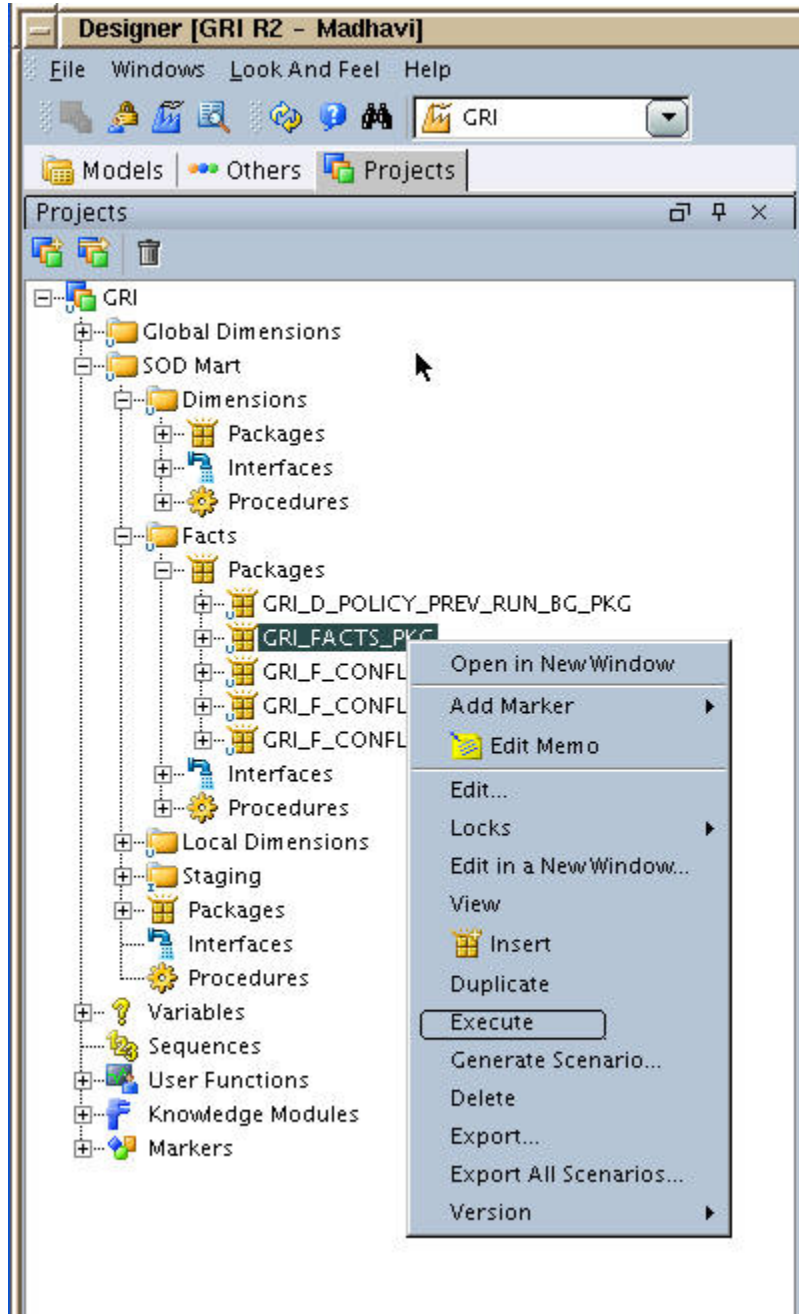 Designer [GRI R2 - Madhavi]
File Windows Look And Feel Help
GRI
Models Others Projects
Projects
GRI
Global Dimensions
SOD Mart
Dimensions
Packages
Interfaces
Procedures
Facts
Packages
GRI_D_POLICY_PREV_RUN_BG_PKG
GRI_FACTS_PKG
GRI_F_CONFL
GRI_F_CONFL
GRI_F_CONFL
Interfaces
Procedures
Local Dimensions
Staging
Packages
Interfaces
Procedures
Variables
Sequences
User Functions
Knowledge Modules
Markers
Open in New Window
Add Marker
Edit Memo
Edit...
Locks
Edit in a New Window...
View
Insert
Duplicate
Execute
Generate Scenario...
Delete
Export...
Export All Scenarios...
Version